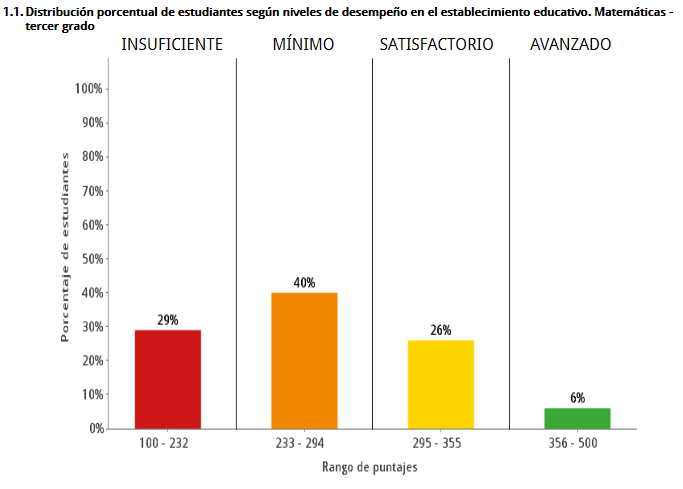 1.1. Distribución porcentual de estudiantes según niveles de desempeño en el establecimiento educativo. Matemáticas -
tercer grado
INSUFICIENTE MÍNIMO SATISFACTORIO AVANZADO
Porcentaje de estudiantes
100%
90%
80%
70%
60%
50%
40%
30%
20%
10%
0%
29%
40%
26%
6%
100 - 232 233 - 294 295 - 355 356 - 500
Rango de puntajes